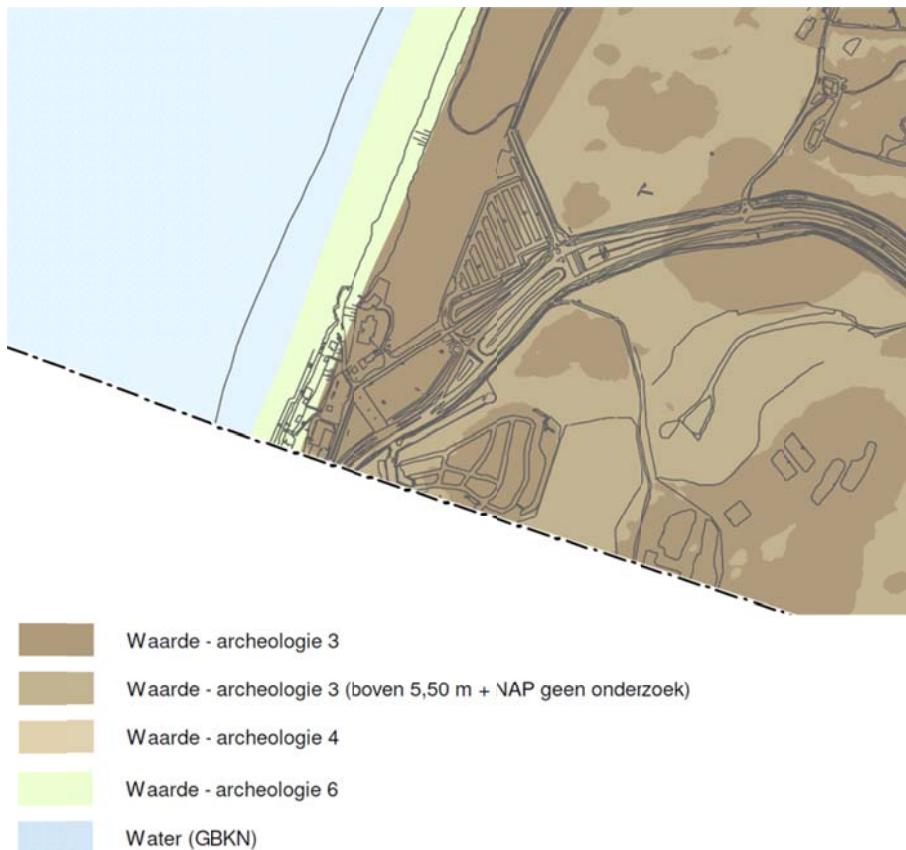 Waarde - archeologie 3
Waarde - archeologie 3 (boven 5,50 m + NAP geen onderzoek)
Waarde - archeologie 4
Waarde - archeologie 6
Water (GBKN)